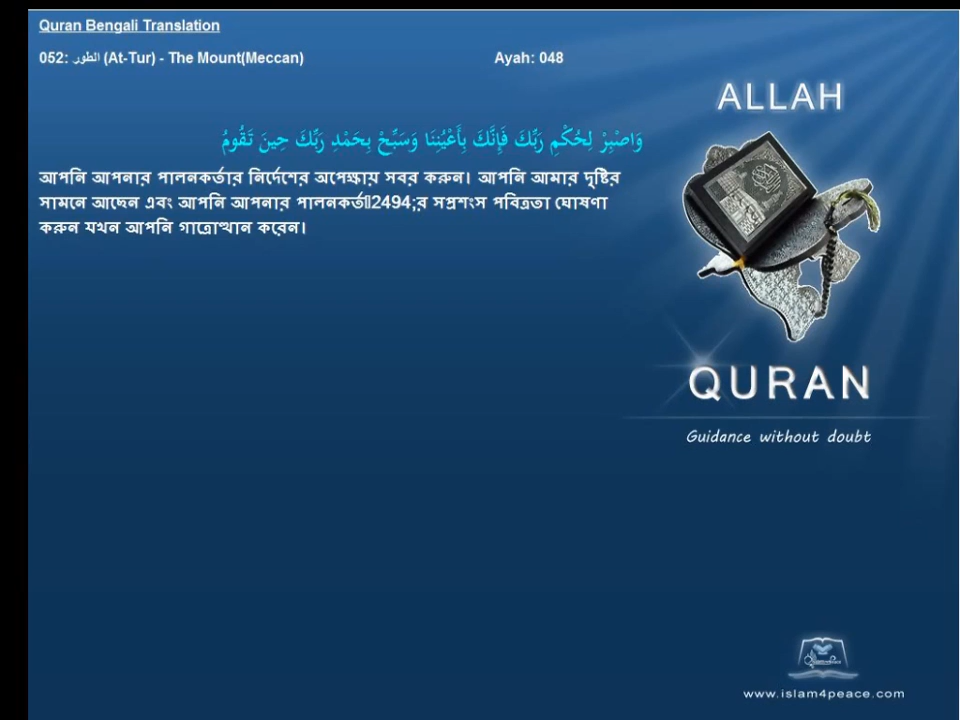 Quran Bengali Translation
052: الطور (At-Tur) - The Mount(Meccan)
Ayah: 048
وَاصْبِرْ لِحُكْمِ رَبِّكَ فَإِنَّكَ بِأَعْيُنِنَا وَسَبِّحْ بِحَمْدِ رَبِّكَ حِينَ تَقُومُ
আপনি আপনার পালনকর্তার নির্দেশের অপেক্ষায় সবর করুন। আপনি আমার দৃষ্টির
সামনে আছেন এবং আপনি আপনার পালনকর্ত2494;র সপ্রশংস পবিত্রতা ঘোষণা
করুন যখন আপনি গাত্রোত্থান করেন।
ALLAH
QURAN
Guidance without doubt
www.islam4peace.com